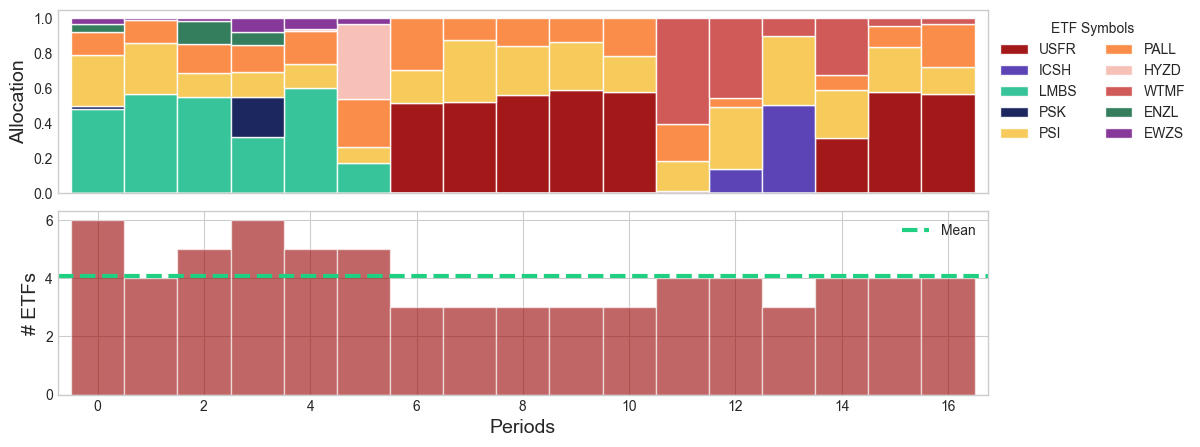 1.0
0.8
0.6
0.4
0.2
0.0
Allocation
ETF Symbols
USFR PALL
ICSH HYZD
LMBS WTMF
PSK ENZL
PSI EWZS
6
4
2
0
# ETFs
Mean
0 2 4 6 8 10 12 14 16
Periods